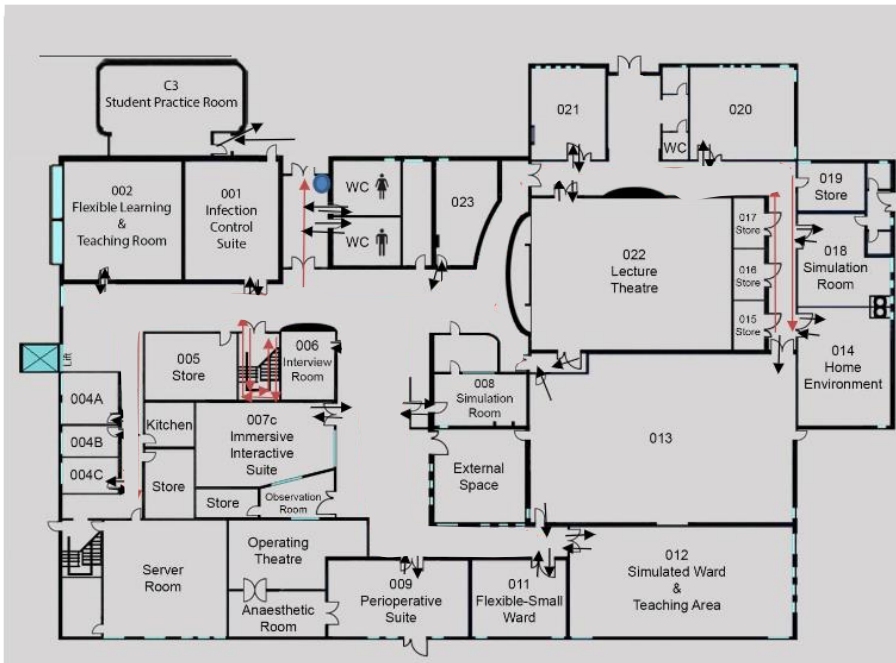 C3
Student Practice Room
021
020
WC
002
Flexible Learning
&
Teaching Room
001
Infection
Control
Suite
WC
WC
023
019
Store
022
Lecture
Theatre
017
Store
016
Store
015
Store
018
Simulation
Room
014
Home
Environment
Lift
005
Store
006
Interview
Room
004A
004B
004C
Kitchen
007c
Immersive
Interactive
Suite
Store
Store
Observation
Room
008
Simulation
Room
External
Space
013
Server
Room
Operating
Theatre
Anaesthetic
Room
009
Perioperative
Suite
011
Flexible-Small
Ward
012
Simulated Ward
&
Teaching Area